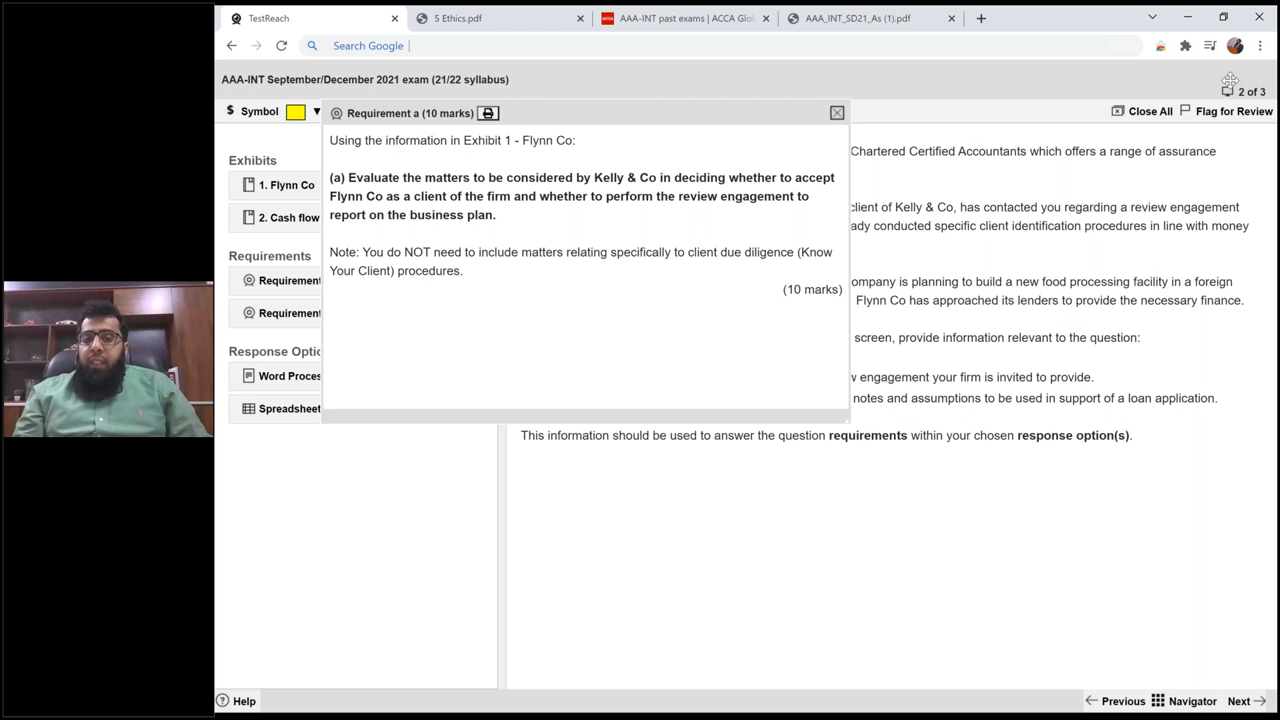 TestReach
5 Ethics.pdf
AAA-INT past exams | ACCA Glo
AAA_INT_SD21_As (1).pdf
Search Google
AAA-INT September/December 2021 exam (21/22 syllabus)
2 of 3
$ Symbol
Close All
Flag for Review
Requirement a (10 marks)
Using the information in Exhibit 1 - Flynn Co:
(a) Evaluate the matters to be considered by Kelly & Co in deciding whether to accept
Flynn Co as a client of the firm and whether to perform the review engagement to
report on the business plan.
Note: You do NOT need to include matters relating specifically to client due diligence (Know
Your Client) procedures.
(10 marks)
Exhibits
1. Flynn Co
2. Cash flow
Requirements
Requirement
Requirement
Response Optio
Word Proces
Spreadsheet
Chartered Certified Accountants which offers a range of assurance
client of Kelly & Co, has contacted you regarding a review engagement
ady conducted specific client identification procedures in line with money
ompany is planning to build a new food processing facility in a foreign
Flynn Co has approached its lenders to provide the necessary finance.
screen, provide information relevant to the question:
w engagement your firm is invited to provide.
notes and assumptions to be used in support of a loan application.
This information should be used to answer the question requirements within your chosen response option(s).
Help
Previous
Navigator
Next